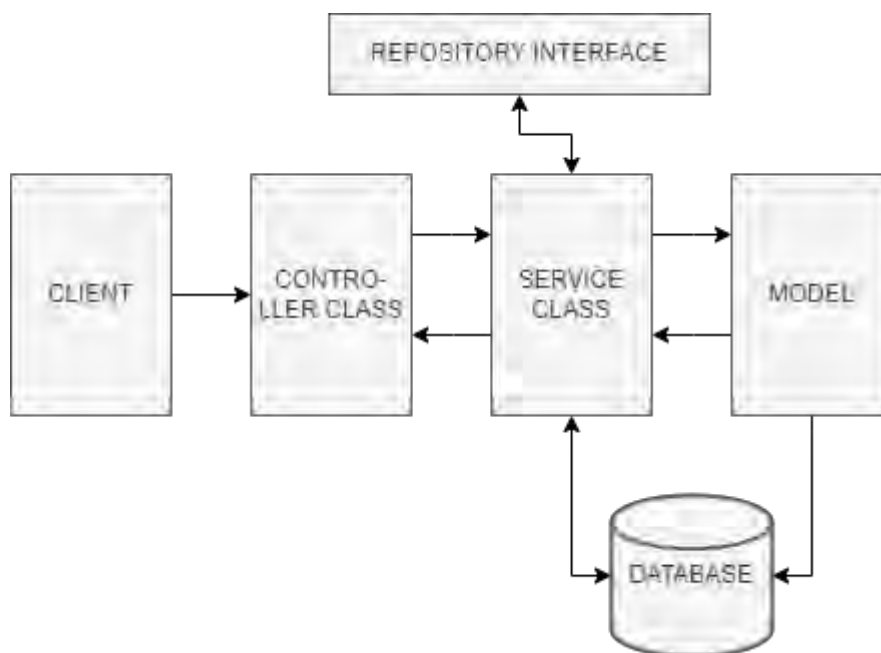 REPOSITORY INTERFACE
CLIENT
CONTRO-
LLER CLASS
SERVICE
CLASS
MODEL
DATABASE